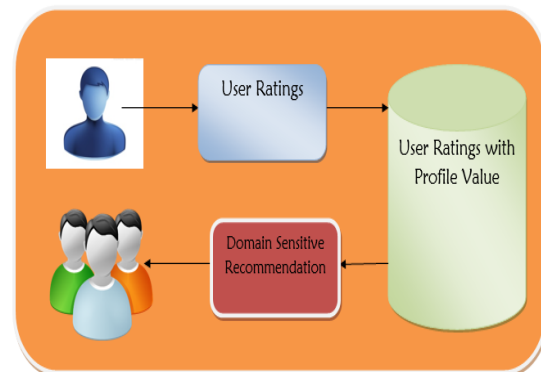 User Ratings
User Ratings with
Profile Value
Domain Sensitive
Recommendation